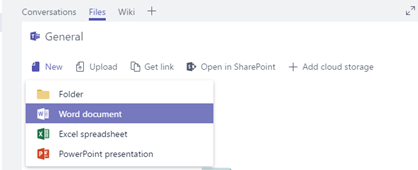 Conversations Files Wiki +
General
New Upload Get link Open in SharePoint + Add cloud storage
Folder
Word document
Excel spreadsheet
PowerPoint presentation